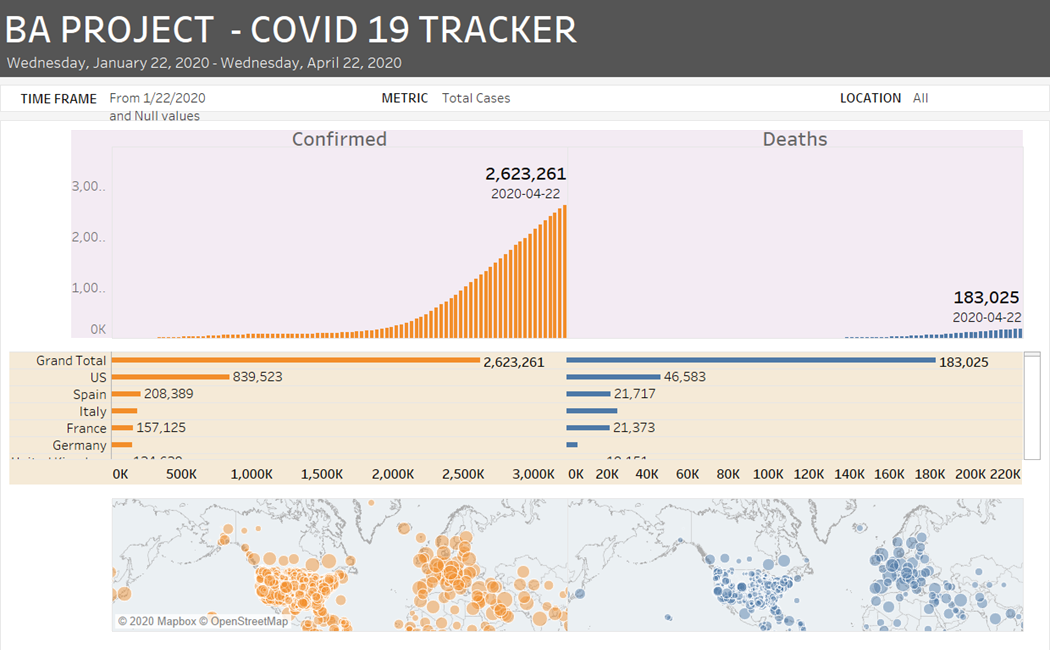 BA PROJECT - COVID 19 TRACKER
Wednesday, January 22, 2020 - Wednesday, April 22, 2020
TIME FRAME From 1/22/2020 METRIC Total Cases LOCATION All
and Null values
Confirmed Deaths
2,623,261
2020-04-22
3,00..
2,00..
1,00..
0K
183,025
2020-04-22
Grand Total 2,623,261 183,025
US 839,523 46,583
Spain 208,389 21,717
Italy
France 157,125 21,373
Germany
0K 500K 1,000K 1,500K 2,000K 2,500K 3,000K 0K 20K 40K 60K 80K 100K 120K 140K 160K 180K 200K 220K
© 2020 Mapbox © OpenStreetMap